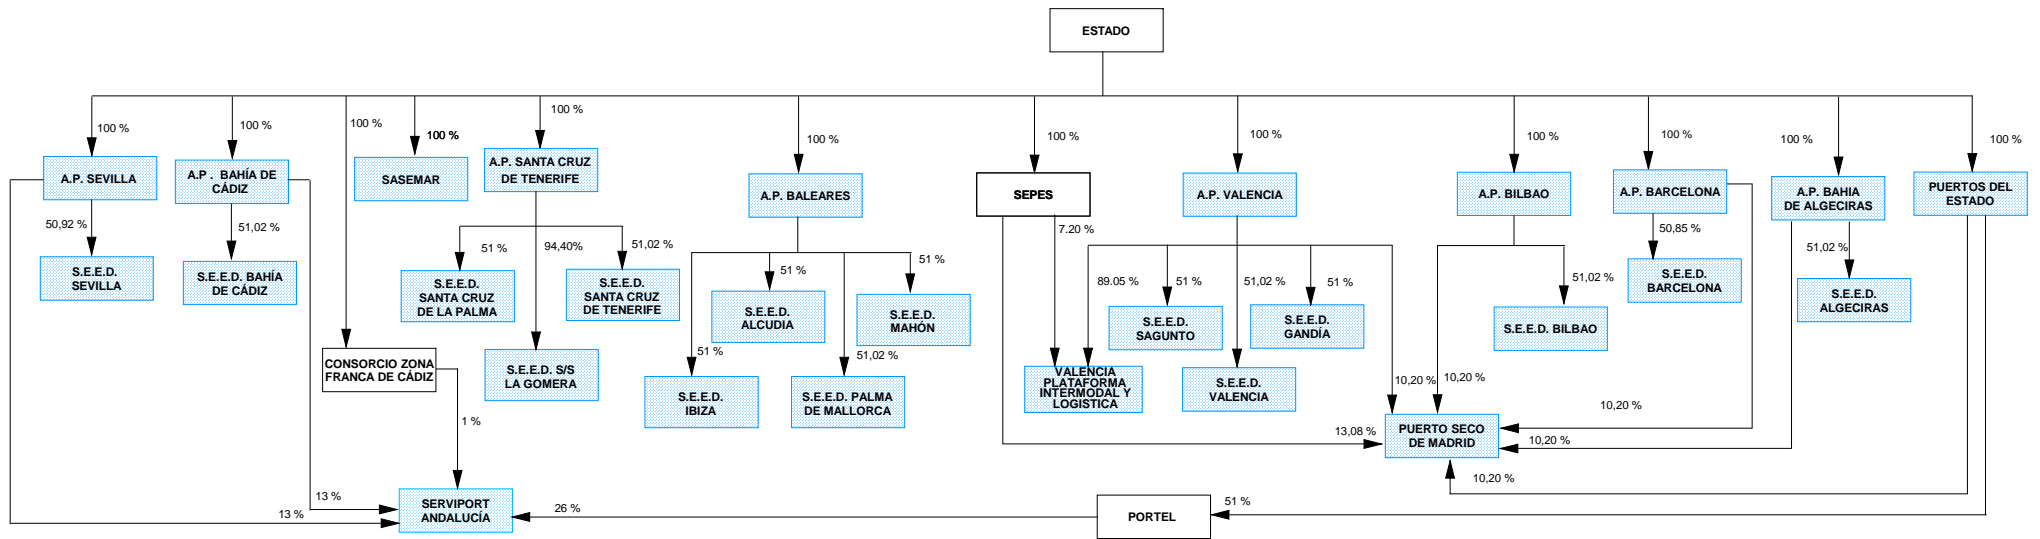 ESTADO
100 %
100 %
100 %
100 %
100 %
100 %
100 %
100 %
100 %
100 %
100 %
100 %
A.P. SEVILLA
A.P . BAHÍA DE
CÁDIZ
SASEMAR
A.P. SANTA CRUZ
DE TENERIFE
A.P. BALEARES
SEPES
A.P. VALENCIA
A.P. BILBAO
A.P. BARCELONA
A.P. BAHIA
DE ALGECIRAS
PUERTOS DEL
ESTADO
50,92 %
51,02 %
51 %
94,40%
51,02%
7.20 %
50,85 %
51,02 %
S.E.E.D.
SEVILLA
S.E.E.D. BAHÍA
DE CÁDIZ
S.E.E.D.
SANTA CRUZ
DE LA PALMA
S.E.E.D.
SANTA CRUZ
DE TENERIFE
51 %
51 %
51 %
51,02 %
89.05 %
51 %
51,02 %
51 %
51,02 %
S.E.E.D.
BARCELONA
S.E.E.D.
ALGECIRAS
S.E.E.D.
ALCUDIA
S.E.E.D.
MAHÓN
S.E.E.D.
SAGUNTO
S.E.E.D.
GANDÍA
S.E.E.D. BILBAO
CONSORCIO ZONA
FRANCA DE CÁDIZ
S.E.E.D. S/S
LA GOMERA
S.E.E.D.
IBIZA
S.E.E.D. PALMA
DE MALLORCA
VALENCIA
PLATAFORMA
INTERMODAL Y
LOGISTICA
S.E.E.D.
VALENCIA
10,20 %
10,20 %
10,20 %
1 %
13,08 %
PUERTO SECO
DE MADRID
10,20 %
10,20 %
13 %
SERVIPORT
ANDALUCÍA
13 %
26 %
PORTEL
51 %